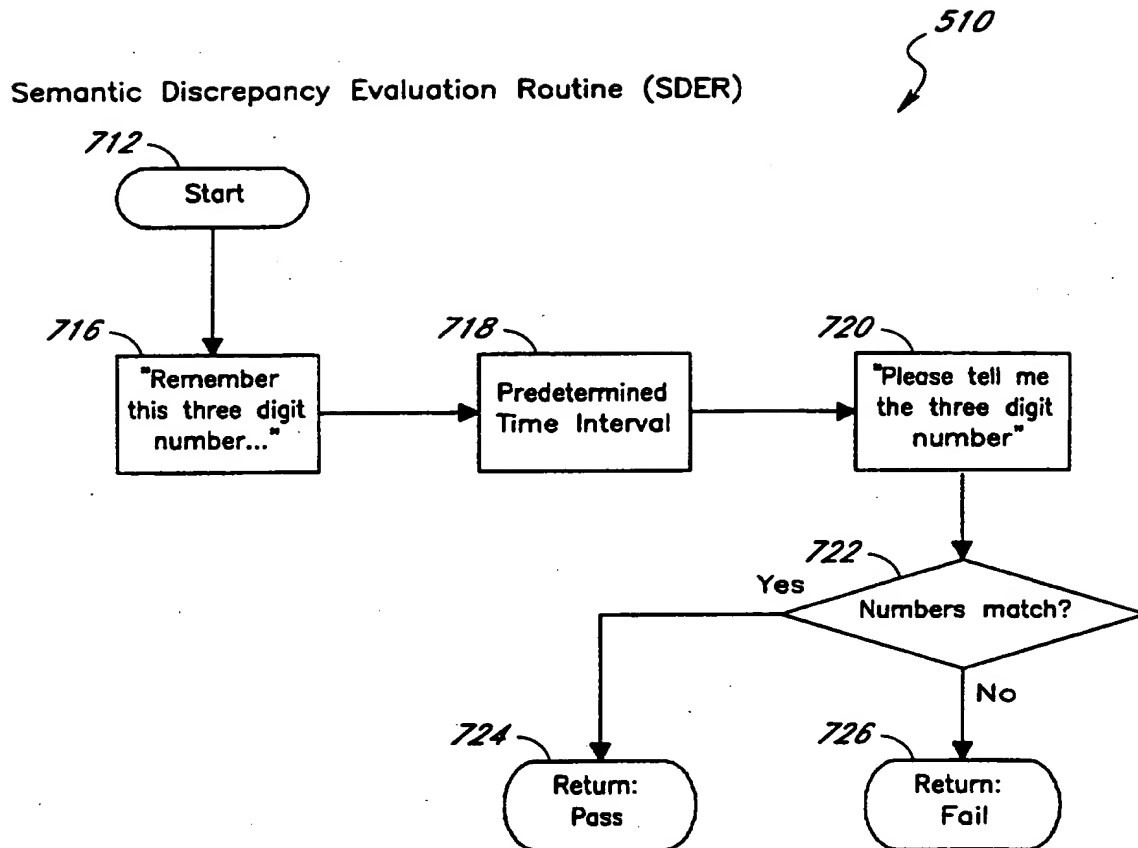 510
Semantic Discrepancy Evaluation Routine (SDER)
712
Start
716
"Remember
this three digit
number..."
718
Predetermined
Time Interval
720
"Please tell me
the three digit
number"
722
Yes
Numbers match?
No
724
Return:
Pass
726
Return:
Fail